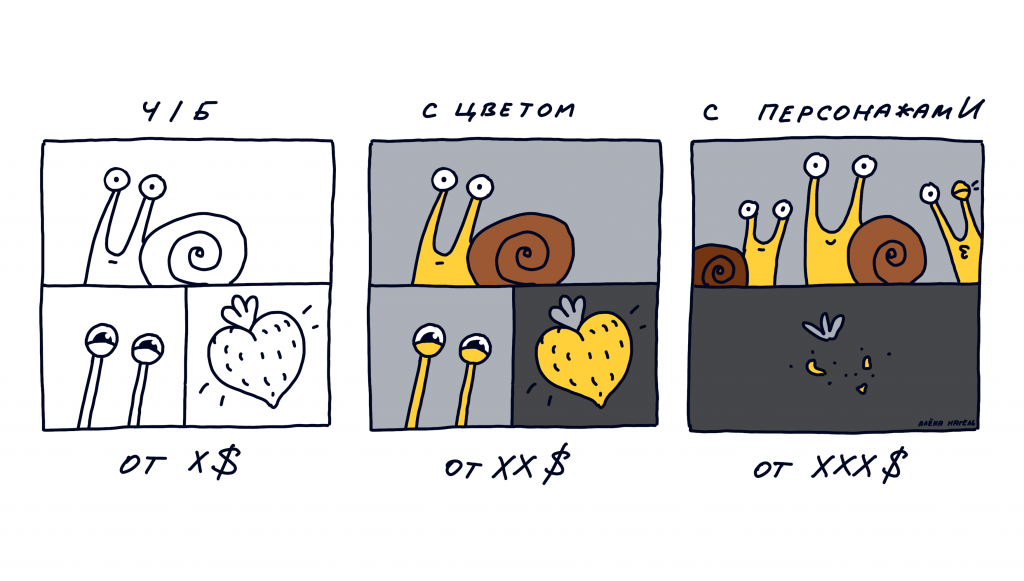 Ч/Б
С ЦВЕТОМ
С ПЕРСОНАЖАМИ
ОТ X$
ОТ XX$
ОТ XXX$